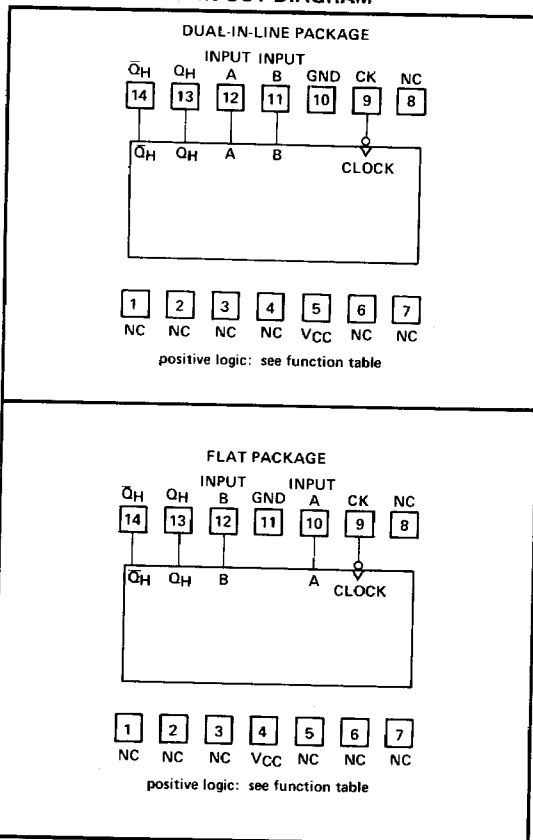 DUAL-IN-LINE PACKAGE
INPUT INPUT
Q̅H QH A B GND CK NC
14 13 12 11 10 9 8
Q̅H QH A B
CLOCK
1 2 3 4 5 6 7
NC NC NC NC VCC NC NC
positive logic: see function table
FLAT PACKAGE
INPUT INPUT
Q̅H QH B GND A CK NC
14 13 12 11 10 9 8
Q̅H QH B A
CLOCK
1 2 3 4 5 6 7
NC NC NC VCC NC NC NC
positive logic: see function table